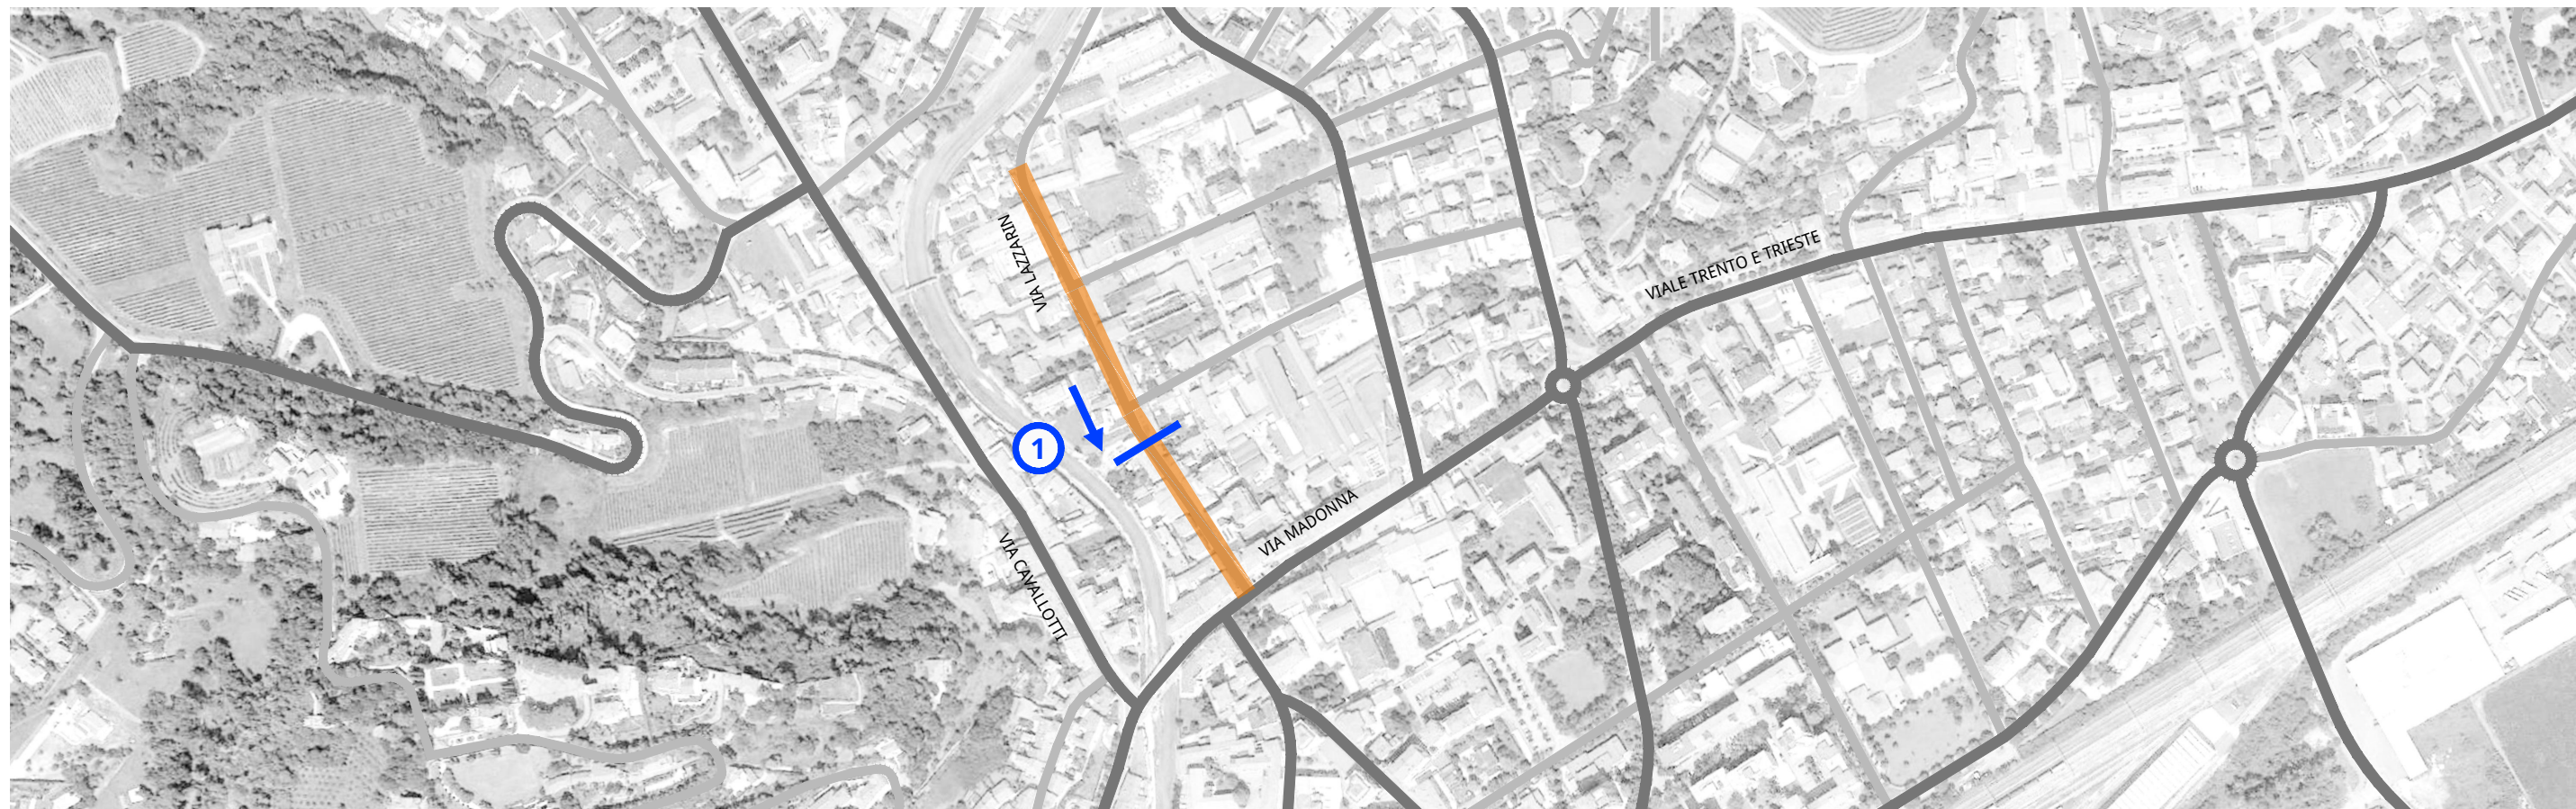 VIA LAZZARIN
VIALE TRENTO E TRIESTE
1
VIA MADONNA
VIA CAVALLOTTI